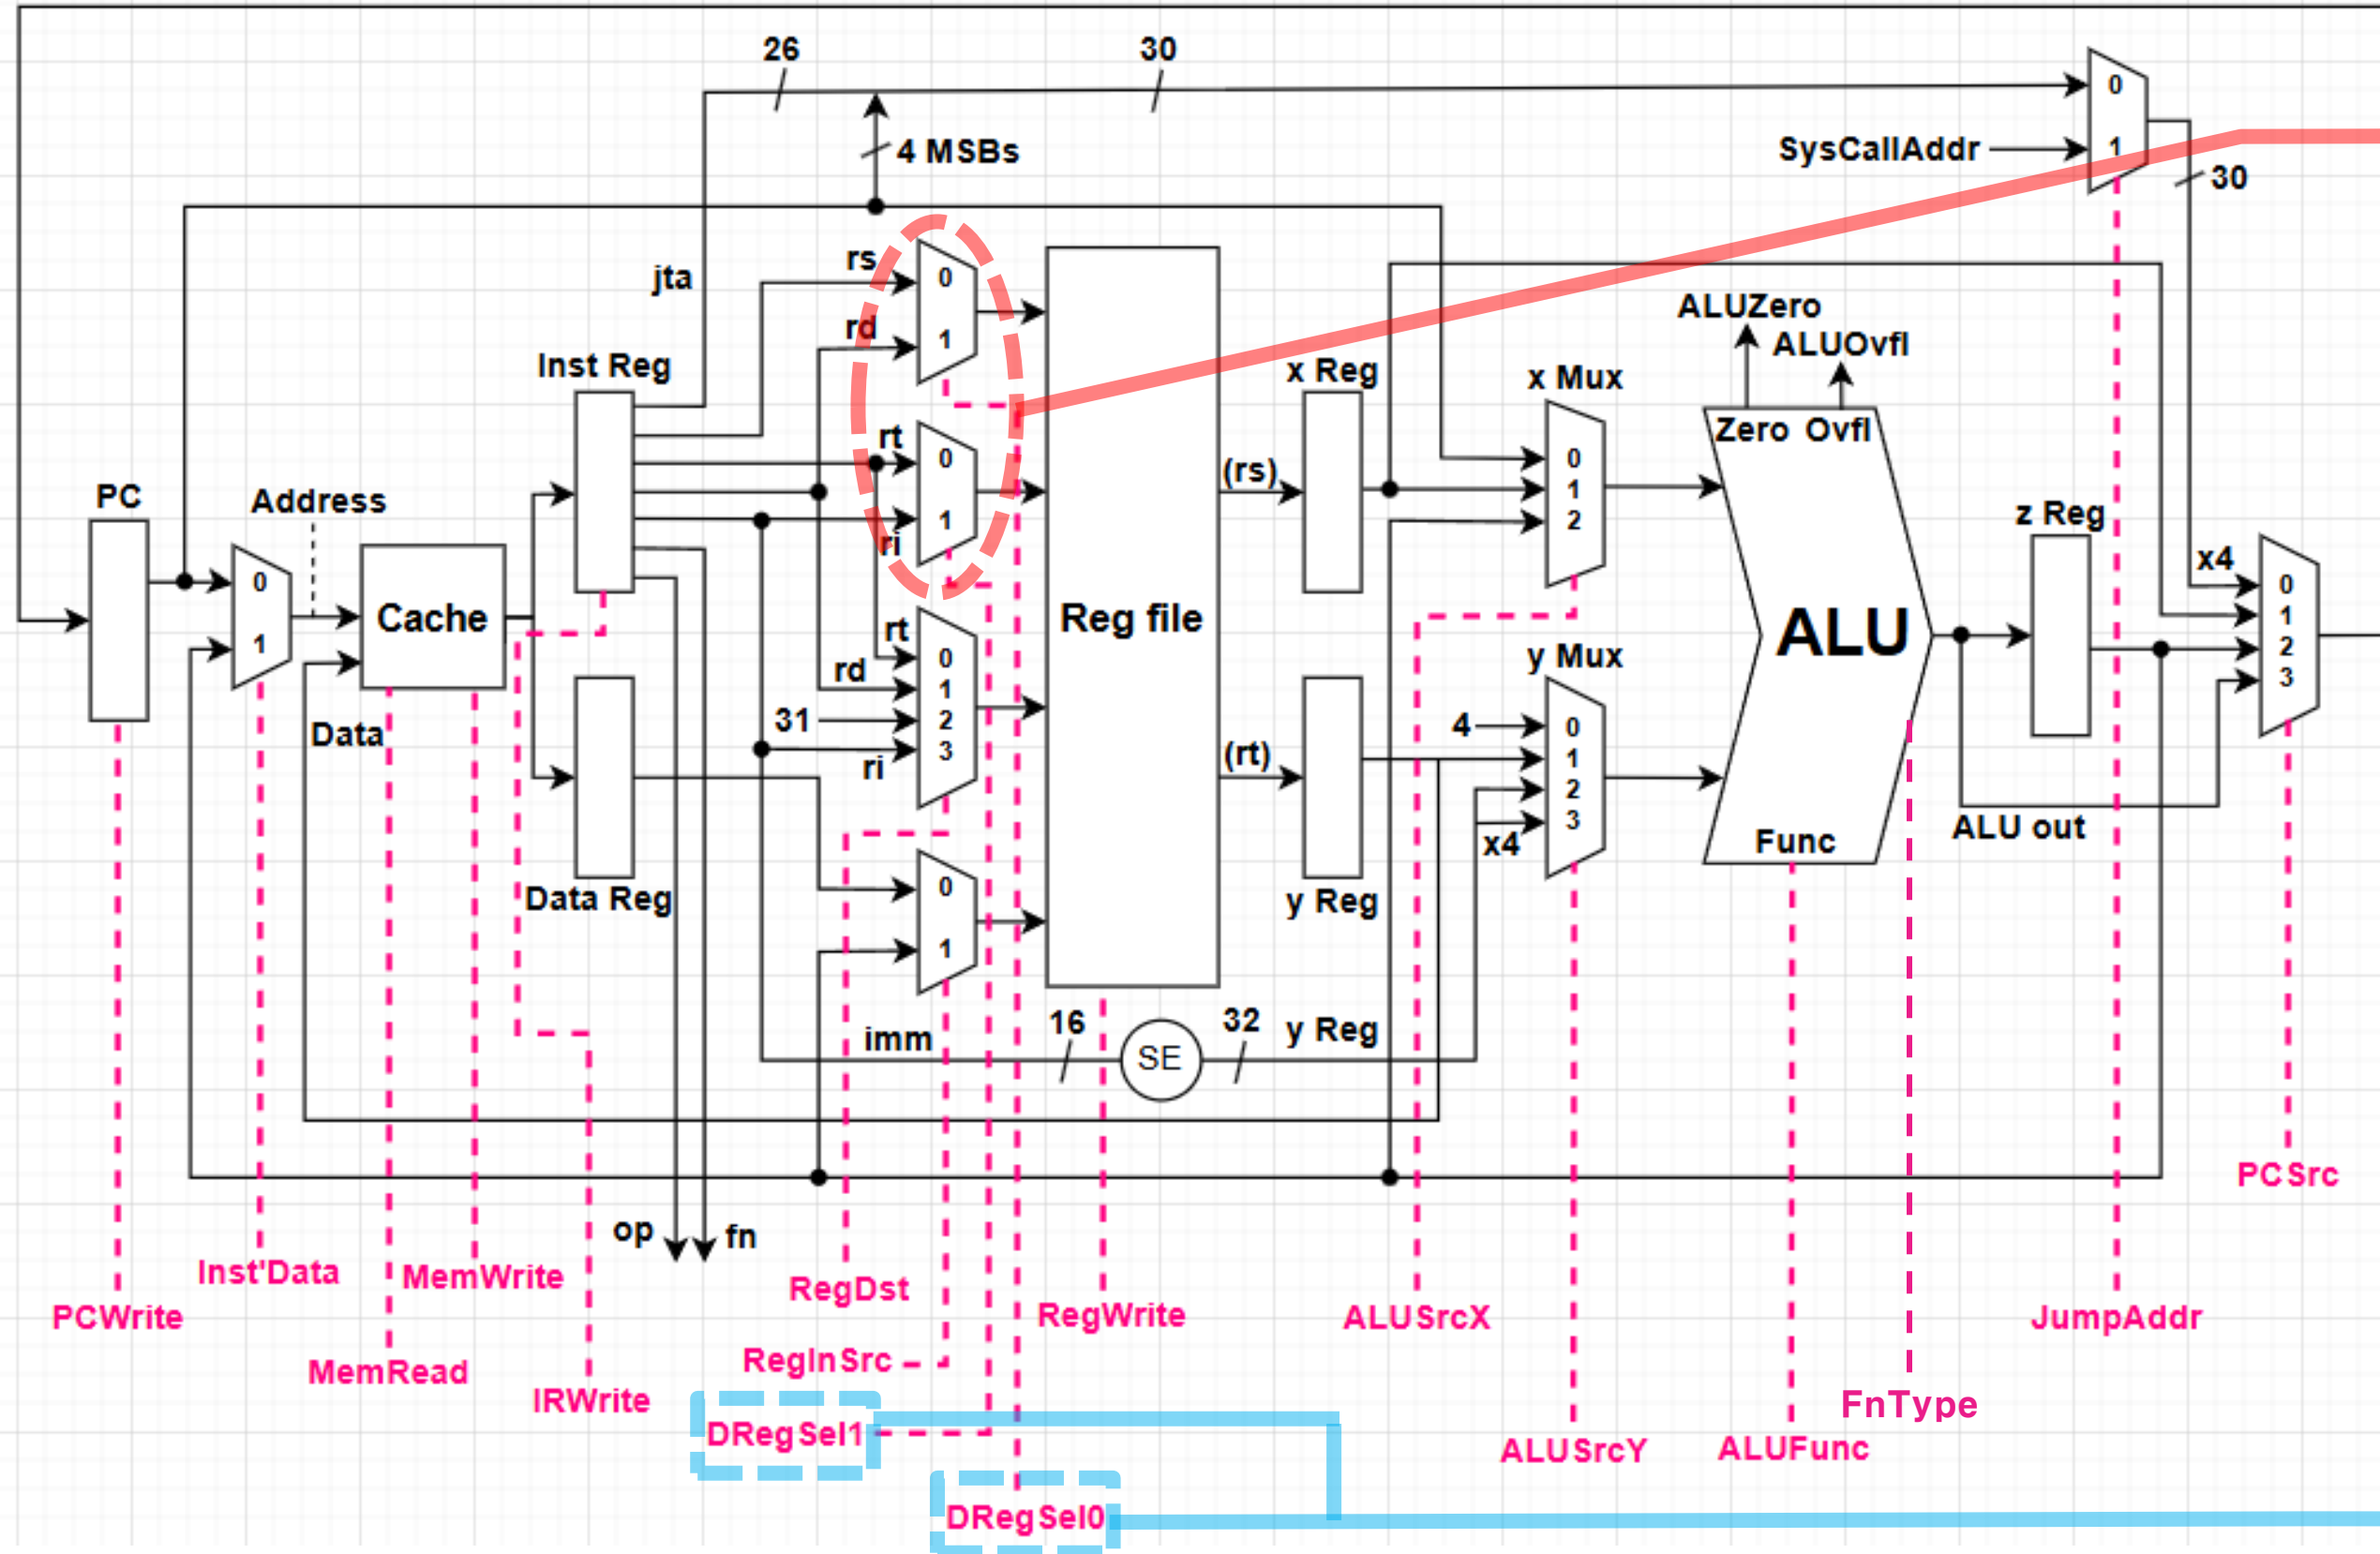 26
30
4 MSBs
0
SysCallAddr
1
30
jta
rs
0
rd
1
ALUZero
ALUOvfl
Inst Reg
x Reg
x Mux
Zero Ovfl
rt
0
(rs)
0
1
2
PC
Address
1
ri
z Reg
x4
0
1
2
3
0
1
Cache
Data
Reg file
ALU
y Mux
rt
0
rd
1
31
2
3
ri
(rt)
4
0
1
2
3
x4
ALU out
Func
Data Reg
0
1
y Reg
imm
16
SE
32
y Reg
op
fn
PCSrc
Inst'Data
MemWrite
RegDst
PCWrite
RegWrite
ALUSrcX
JumpAddr
MemRead
RegInSrc
IRWrite
FnType
DRegSel1
ALUSrcY
ALUFunc
DRegSel0